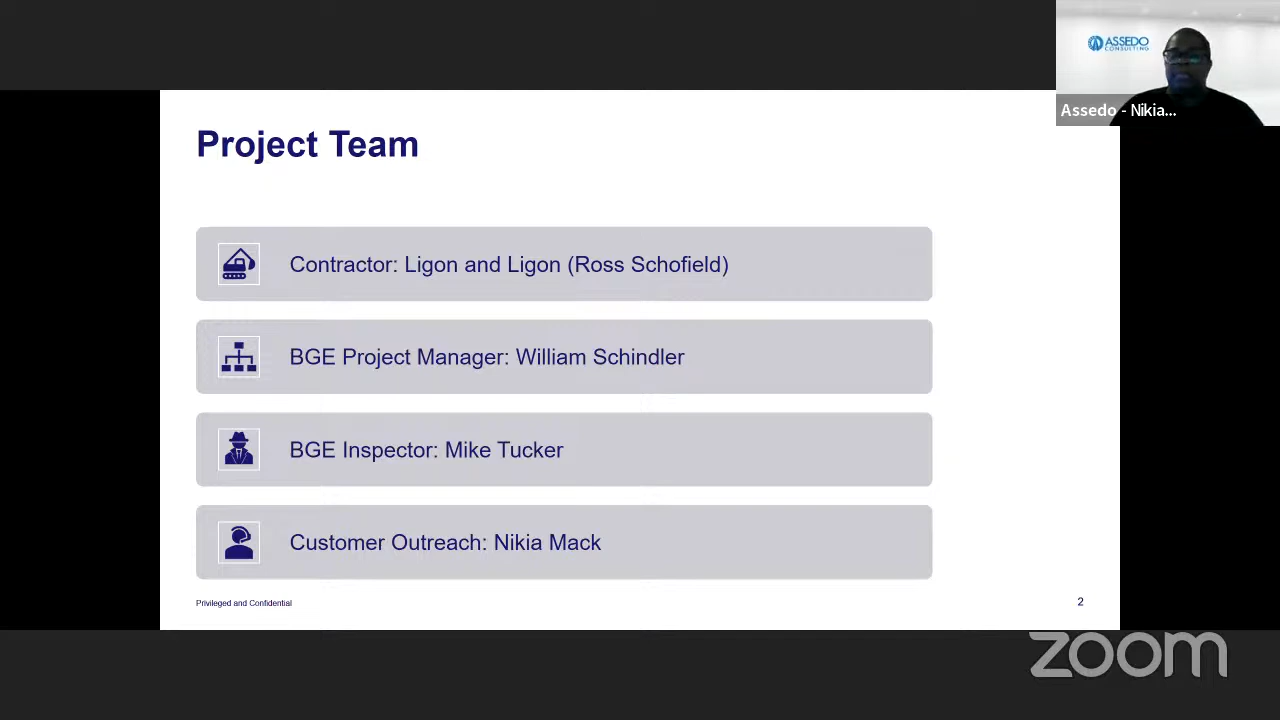 ASSEDO
CONSULTING
Assedo - Nikia...
Project Team
Contractor: Ligon and Ligon (Ross Schofield)
BGE Project Manager: William Schindler
BGE Inspector: Mike Tucker
Customer Outreach: Nikia Mack
Privileged and Confidential
2
zoom